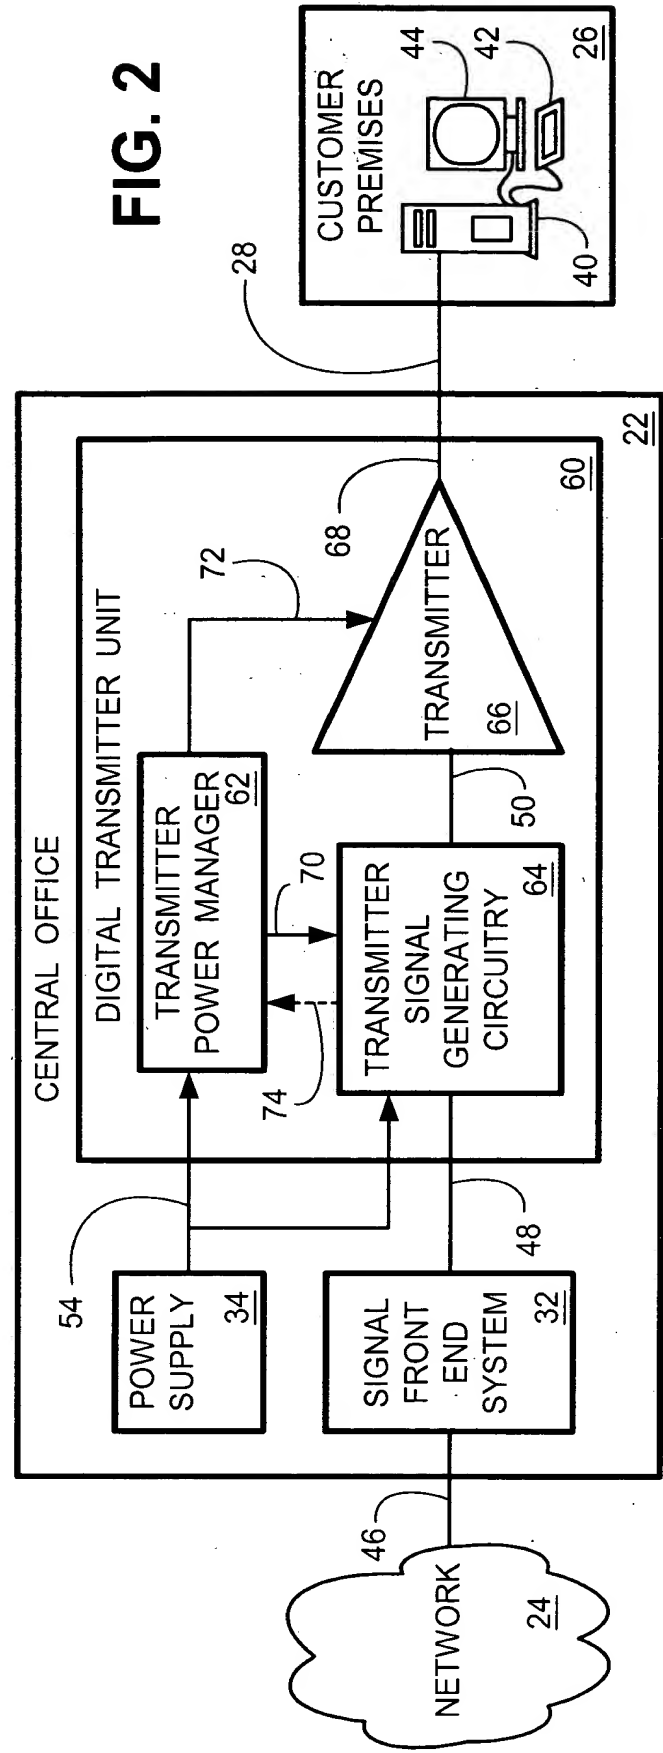 FIG. 2
CENTRAL OFFICE
DIGITAL TRANSMITTER UNIT
POWER
SUPPLY
34
54
TRANSMITTER
POWER MANAGER
62
72
74
70
SIGNAL
FRONT
END
SYSTEM
32
TRANSMITTER
SIGNAL
GENERATING
CIRCUITRY
64
TRANSMITTER
66
68
28
CUSTOMER
PREMISES
44
42
40
26
46
48
50
60
22
NETWORK
24